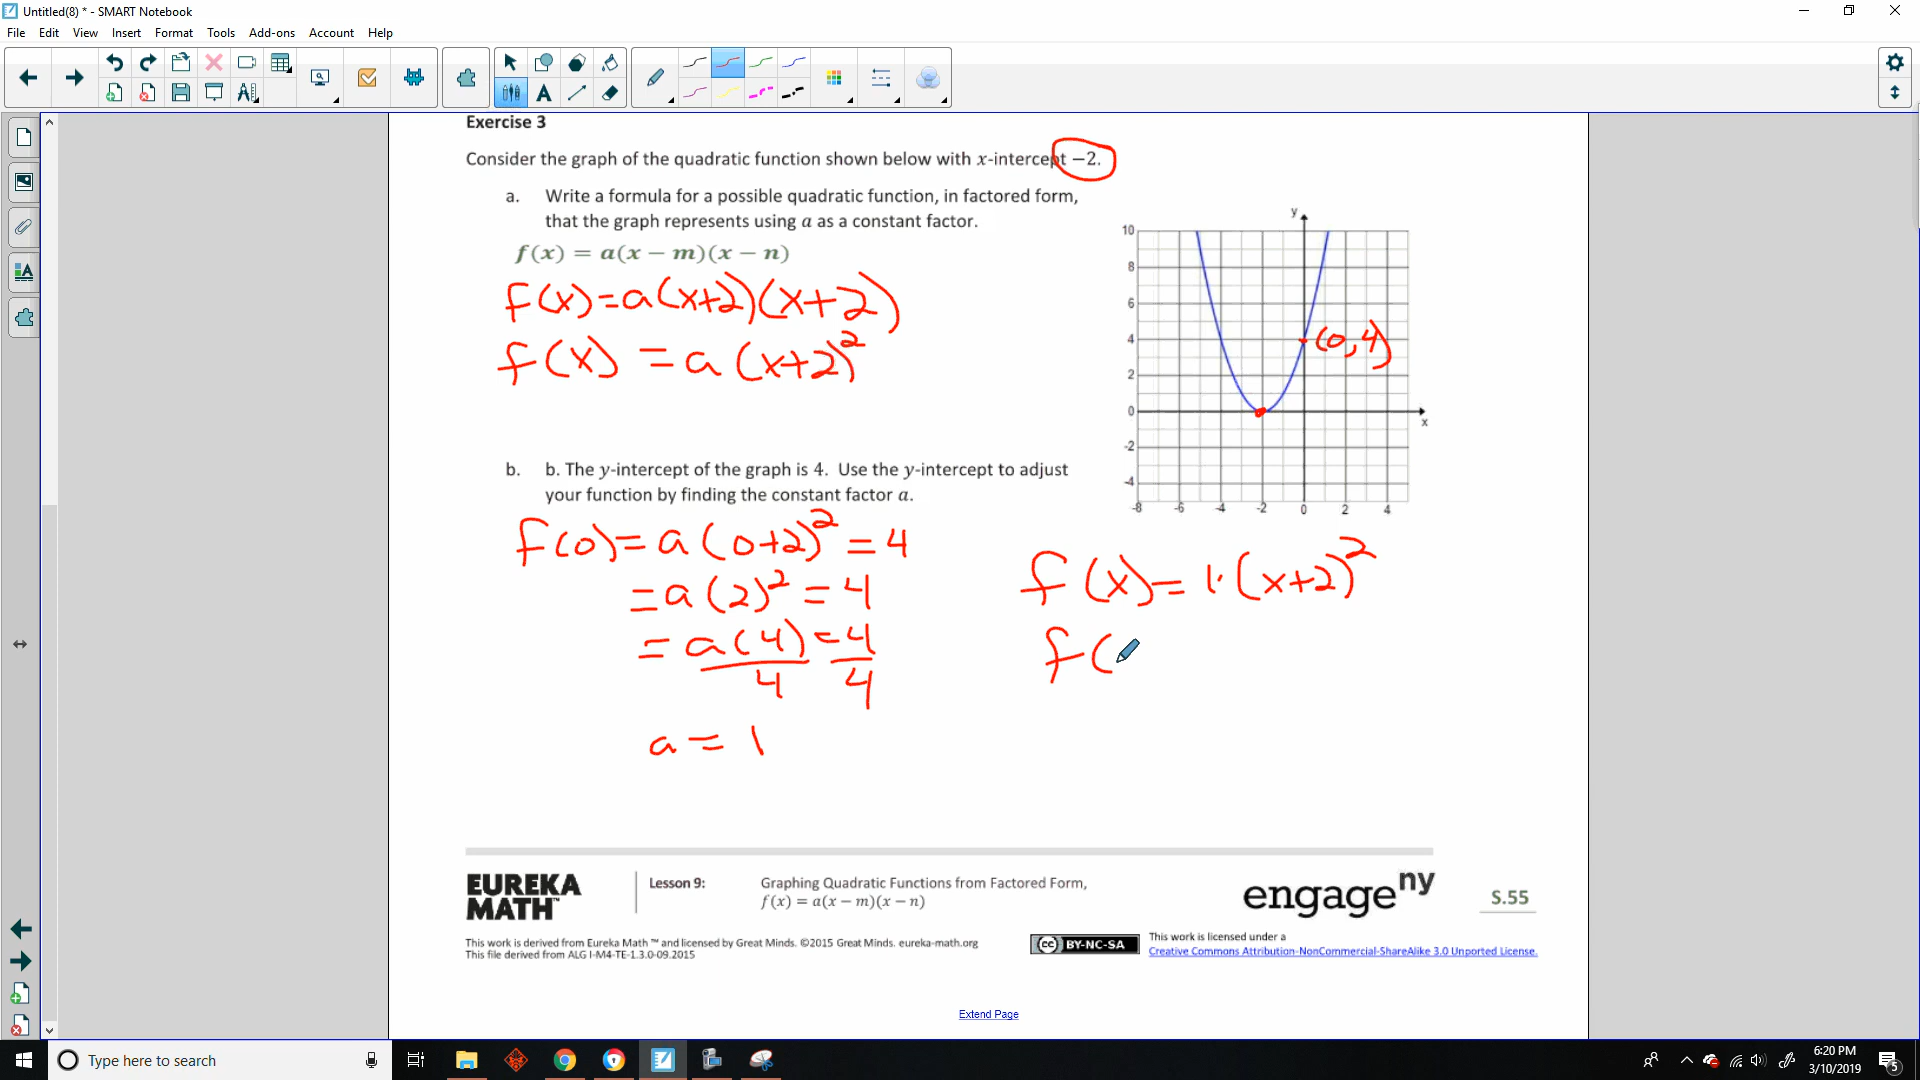 Untitled(8) * - SMART Notebook
File Edit View Insert Format Tools Add-ons Account Help
Exercise 3
Consider the graph of the quadratic function shown below with x-intercept −2.
a. Write a formula for a possible quadratic function, in factored form,
that the graph represents using a as a constant factor.
f(x) = a(x − m)(x − n)
f(x)=a(x+2)(x+2)
f(x) = a(x+2)²
y
10
8
6
4
2
0
-2
-4
-8 -6 -4 -2 0 2 4
x
(0,4)
b. b. The y-intercept of the graph is 4. Use the y-intercept to adjust
your function by finding the constant factor a.
f(0)= a(0+2)² = 4
= a(2)² = 4
= a(4) = 4
4 4
a = 1
f(x)= 1·(x+2)²
f(
EUREKA
MATH™
Lesson 9:
Graphing Quadratic Functions from Factored Form,
f(x) = a(x − m)(x − n)
engage ny
S.55
This work is derived from Eureka Math ™ and licensed by Great Minds. ©2015 Great Minds. eureka-math.org
This file derived from ALG I-M4-TE-1.3.0-09.2015
cc BY-NC-SA
This work is licensed under a
Creative Commons Attribution-NonCommercial-ShareAlike 3.0 Unported License.
Extend Page
Type here to search
6:20 PM
3/10/2019
5